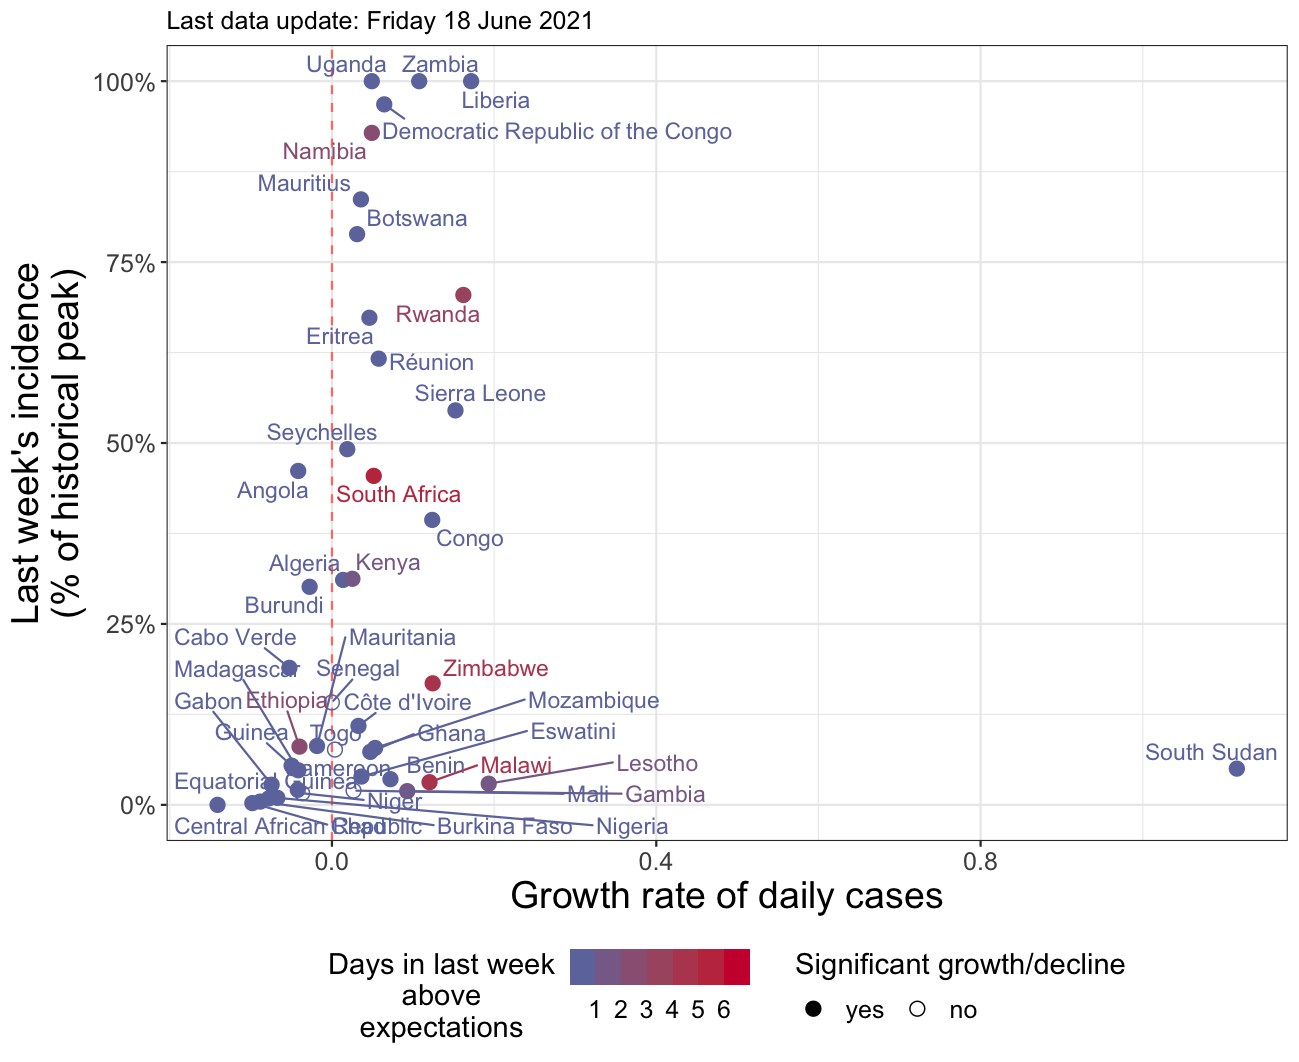 Last data update: Friday 18 June 2021
Last week's incidence
(% of historical peak)
100%
75%
50%
25%
0%
Uganda
Zambia
Liberia
Democratic Republic of the Congo
Namibia
Mauritius
Botswana
Rwanda
Eritrea
Réunion
Sierra Leone
Seychelles
Angola
South Africa
Congo
Algeria
Kenya
Burundi
Cabo Verde
Mauritania
Madagascar
Senegal
Zimbabwe
Gabon
Ethiopia
Côte d'Ivoire
Mozambique
Guinea
Togo
Ghana
Eswatini
South Sudan
Cameroon
Benin
Malawi
Lesotho
Equatorial Guinea
Niger
Mali
Gambia
Central African Republic
Chad
Burkina Faso
Nigeria
0.0
0.4
0.8
Growth rate of daily cases
Days in last week
above
expectations
1 2 3 4 5 6
Significant growth/decline
yes
no